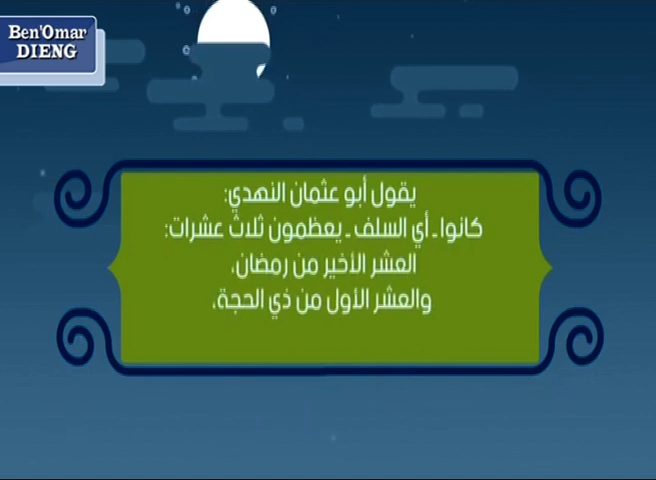 Ben'Omar
DIENG
يقول أبو عثمان النهدي:
كانوا ـ أي السلف ـ يعظمون ثلاث عشرات:
العشر الأخير من رمضان،
والعشر الأول من ذي الحجة،